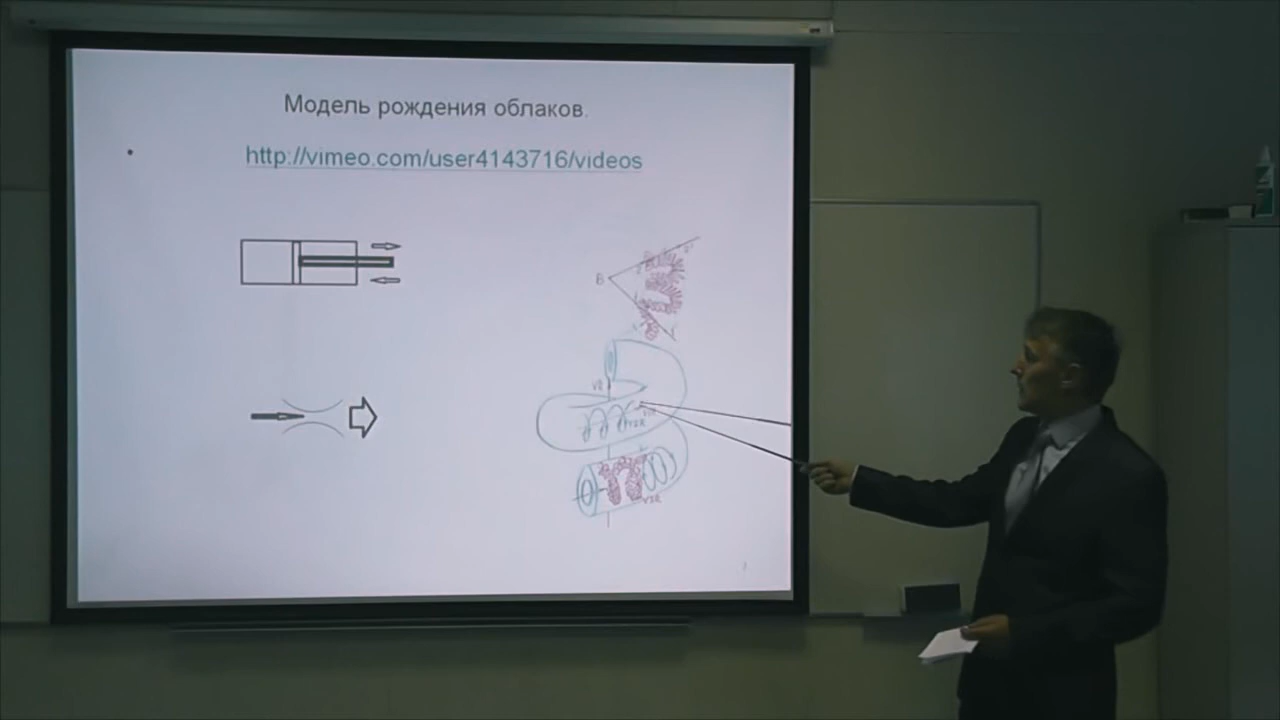 Модель рождения облаков.
http://vimeo.com/user4143716/videos
В